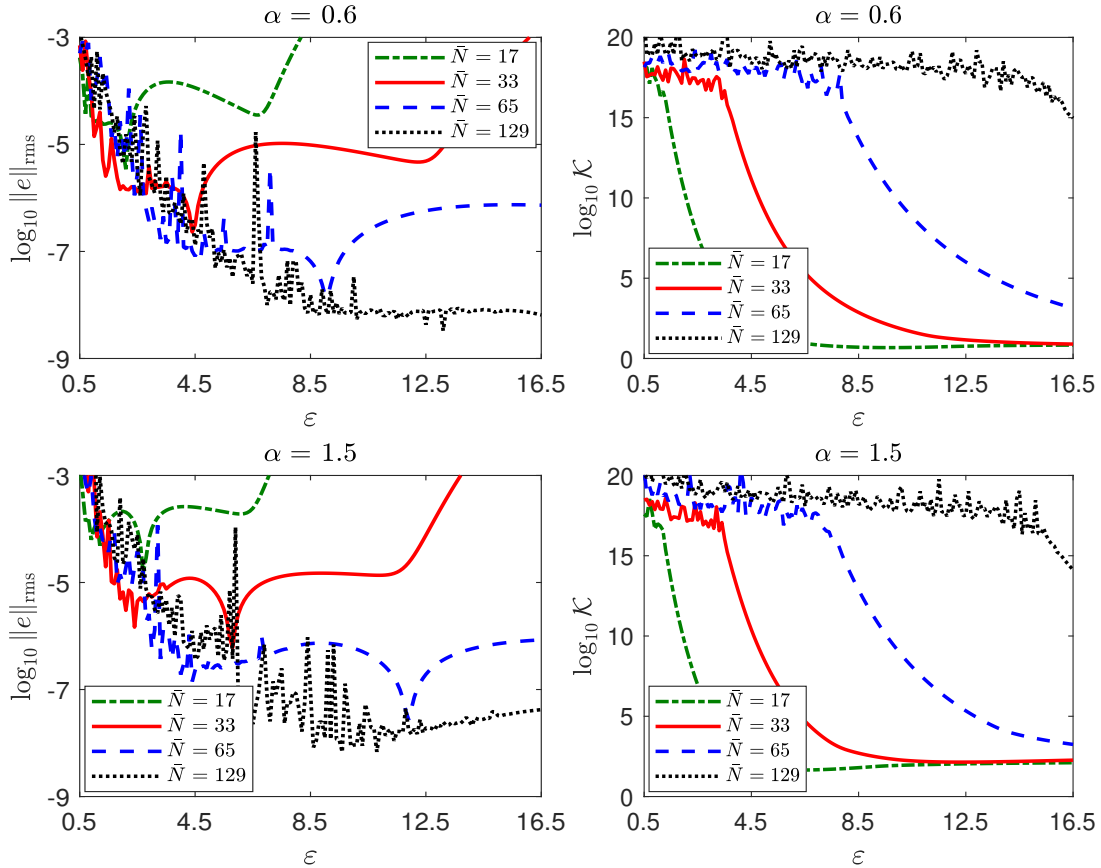 α = 0.6
-3
-5
-7
-9
log₁₀ ‖e‖rms
0.5 4.5 8.5 12.5 16.5
ε
N̄ = 17
N̄ = 33
N̄ = 65
N̄ = 129
α = 0.6
20
15
10
5
0
log₁₀ 𝒦
0.5 4.5 8.5 12.5 16.5
ε
N̄ = 17
N̄ = 33
N̄ = 65
N̄ = 129
α = 1.5
-3
-5
-7
-9
log₁₀ ‖e‖rms
0.5 4.5 8.5 12.5 16.5
ε
N̄ = 17
N̄ = 33
N̄ = 65
N̄ = 129
α = 1.5
20
15
10
5
0
log₁₀ 𝒦
0.5 4.5 8.5 12.5 16.5
ε
N̄ = 17
N̄ = 33
N̄ = 65
N̄ = 129